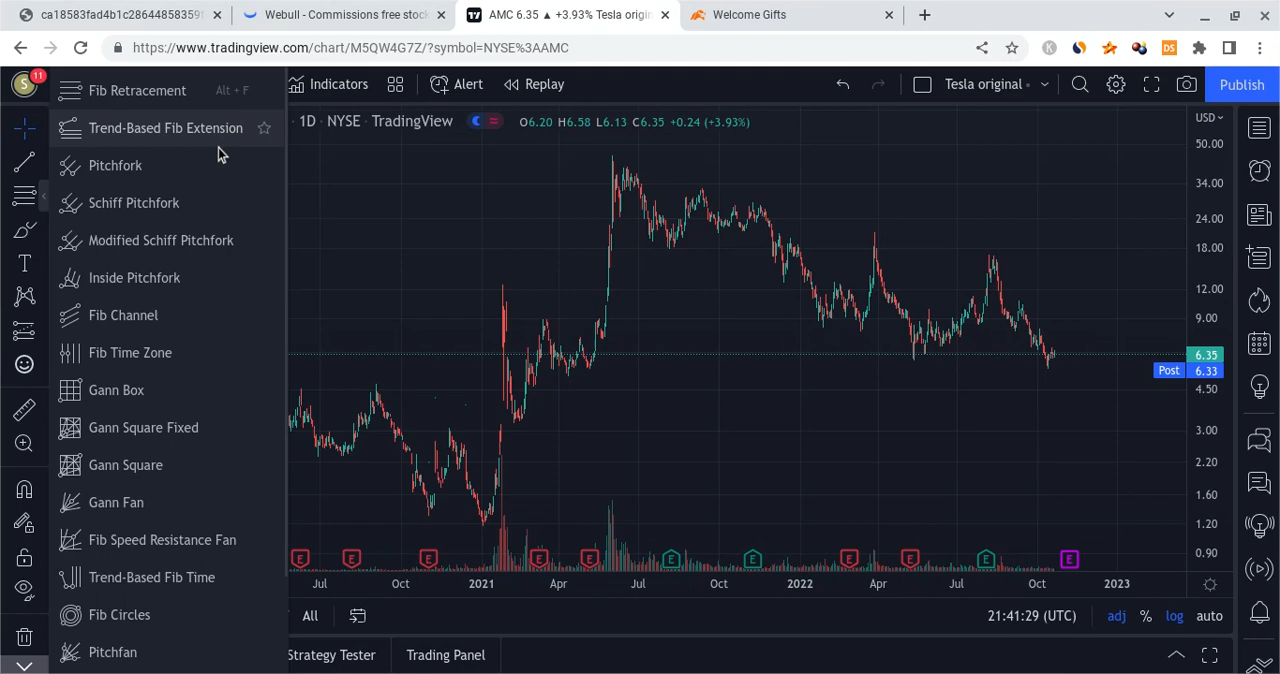 ca18583fad4b1c28644858359
Webull - Commissions free stock
AMC 6.35 ▲ +3.93% Tesla origin
Welcome Gifts
https://www.tradingview.com/chart/M5QW4G7Z/?symbol=NYSE%3AAMC
S
11
Fib Retracement
Alt + F
Indicators
Alert
Replay
Tesla original
Publish
Trend-Based Fib Extension
1D · NYSE · TradingView
O6.20 H6.58 L6.13 C6.35 +0.24 (+3.93%)
USD
Pitchfork
Schiff Pitchfork
Modified Schiff Pitchfork
Inside Pitchfork
Fib Channel
Fib Time Zone
Gann Box
Gann Square Fixed
Gann Square
Gann Fan
Fib Speed Resistance Fan
Trend-Based Fib Time
Fib Circles
Pitchfan
50.00
34.00
24.00
18.00
12.00
9.00
6.35
Post 6.33
4.50
3.00
2.20
1.60
1.20
0.90
E E E E E E E E E E E
Jul Oct 2021 Apr Jul Oct 2022 Apr Jul Oct 2023
All
21:41:29 (UTC)
adj % log auto
Strategy Tester
Trading Panel